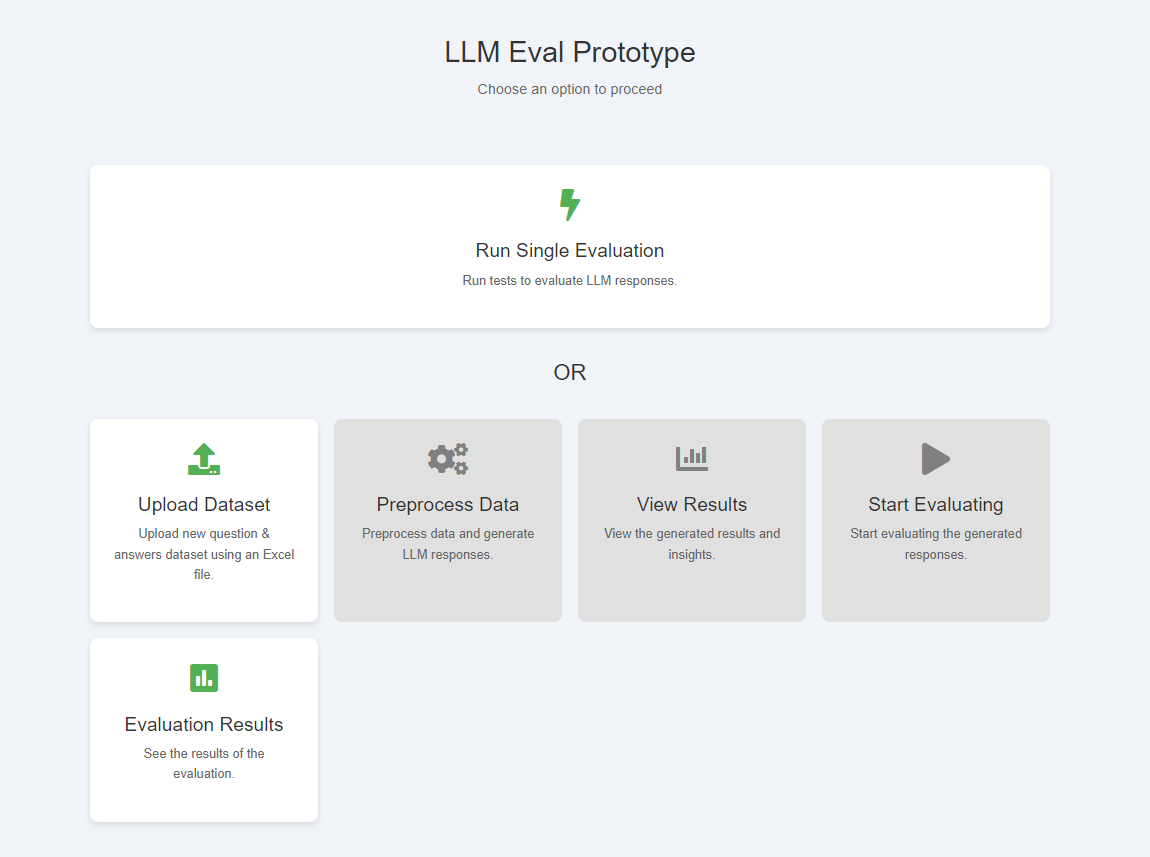 LLM Eval Prototype
Choose an option to proceed
Run Single Evaluation
Run tests to evaluate LLM responses.
OR
Upload Dataset
Upload new question &
answers dataset using an Excel
file.
Preprocess Data
Preprocess data and generate
LLM responses.
View Results
View the generated results and
insights.
Start Evaluating
Start evaluating the generated
responses.
Evaluation Results
See the results of the
evaluation.